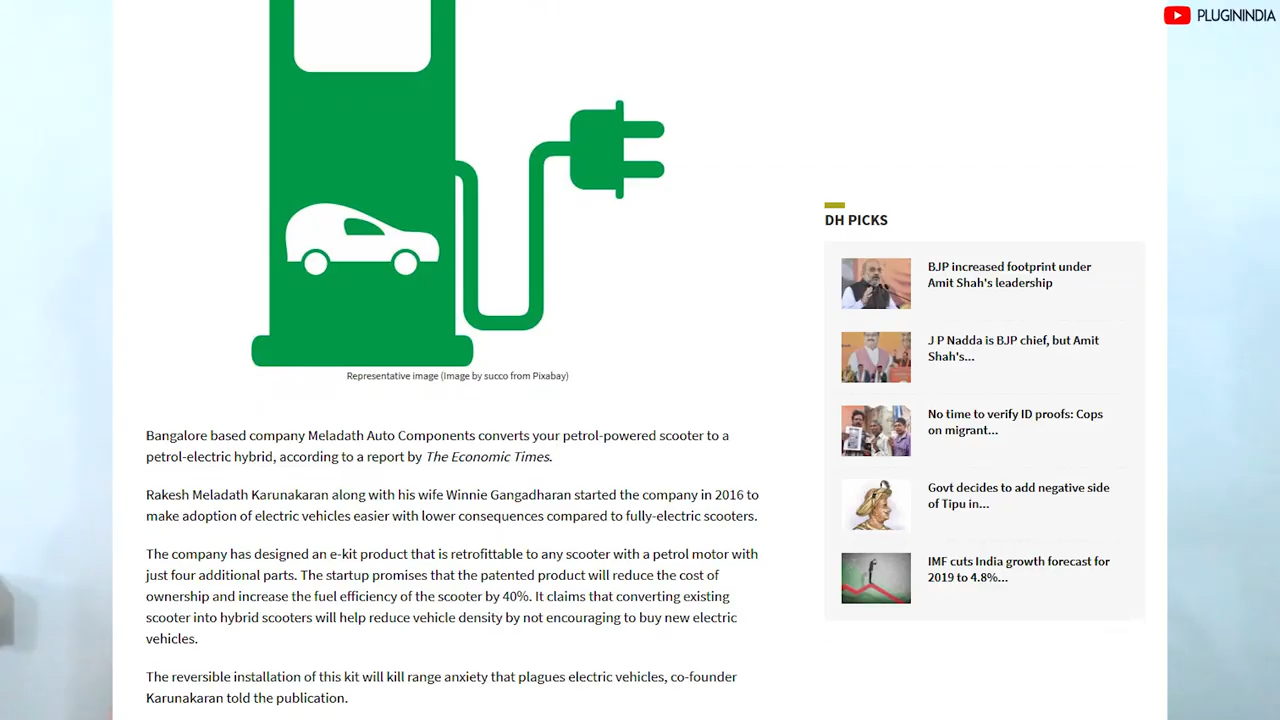 PLUGININDIA
Representative image (Image by succo from Pixabay)
Bangalore based company Meladath Auto Components converts your petrol-powered scooter to a
petrol-electric hybrid, according to a report by The Economic Times.
Rakesh Meladath Karunakaran along with his wife Winnie Gangadharan started the company in 2016 to
make adoption of electric vehicles easier with lower consequences compared to fully-electric scooters.
The company has designed an e-kit product that is retrofittable to any scooter with a petrol motor with
just four additional parts. The startup promises that the patented product will reduce the cost of
ownership and increase the fuel efficiency of the scooter by 40%. It claims that converting existing
scooter into hybrid scooters will help reduce vehicle density by not encouraging to buy new electric
vehicles.
The reversible installation of this kit will kill range anxiety that plagues electric vehicles, co-founder
Karunakaran told the publication.
DH PICKS
BJP increased footprint under
Amit Shah's leadership
J P Nadda is BJP chief, but Amit
Shah's...
No time to verify ID proofs: Cops
on migrant...
Govt decides to add negative side
of Tipu in...
IMF cuts India growth forecast for
2019 to 4.8%...